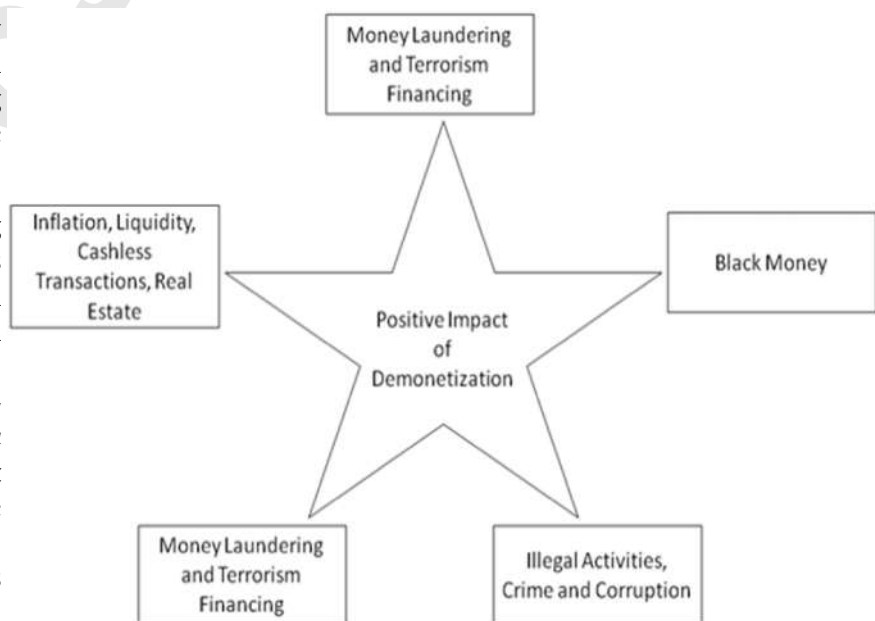 Money Laundering
and Terrorism
Financing
Inflation, Liquidity,
Cashless
Transactions, Real
Estate
Black Money
Positive Impact
of
Demonetization
Money Laundering
and Terrorism
Financing
Illegal Activities,
Crime and Corruption